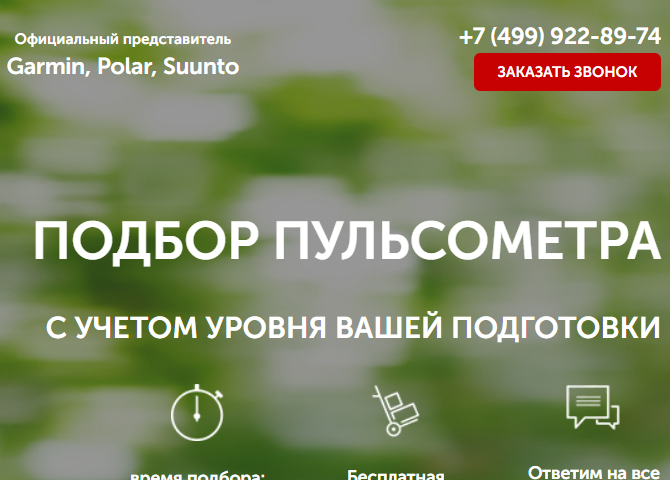 Официальный представитель
Garmin, Polar, Suunto
+7 (499) 922-89-74
ЗАКАЗАТЬ ЗВОНОК
ПОДБОР ПУЛЬСОМЕТРА
С УЧЕТОМ УРОВНЯ ВАШЕЙ ПОДГОТОВКИ
время подбора:
Бесплатная
Ответим на все